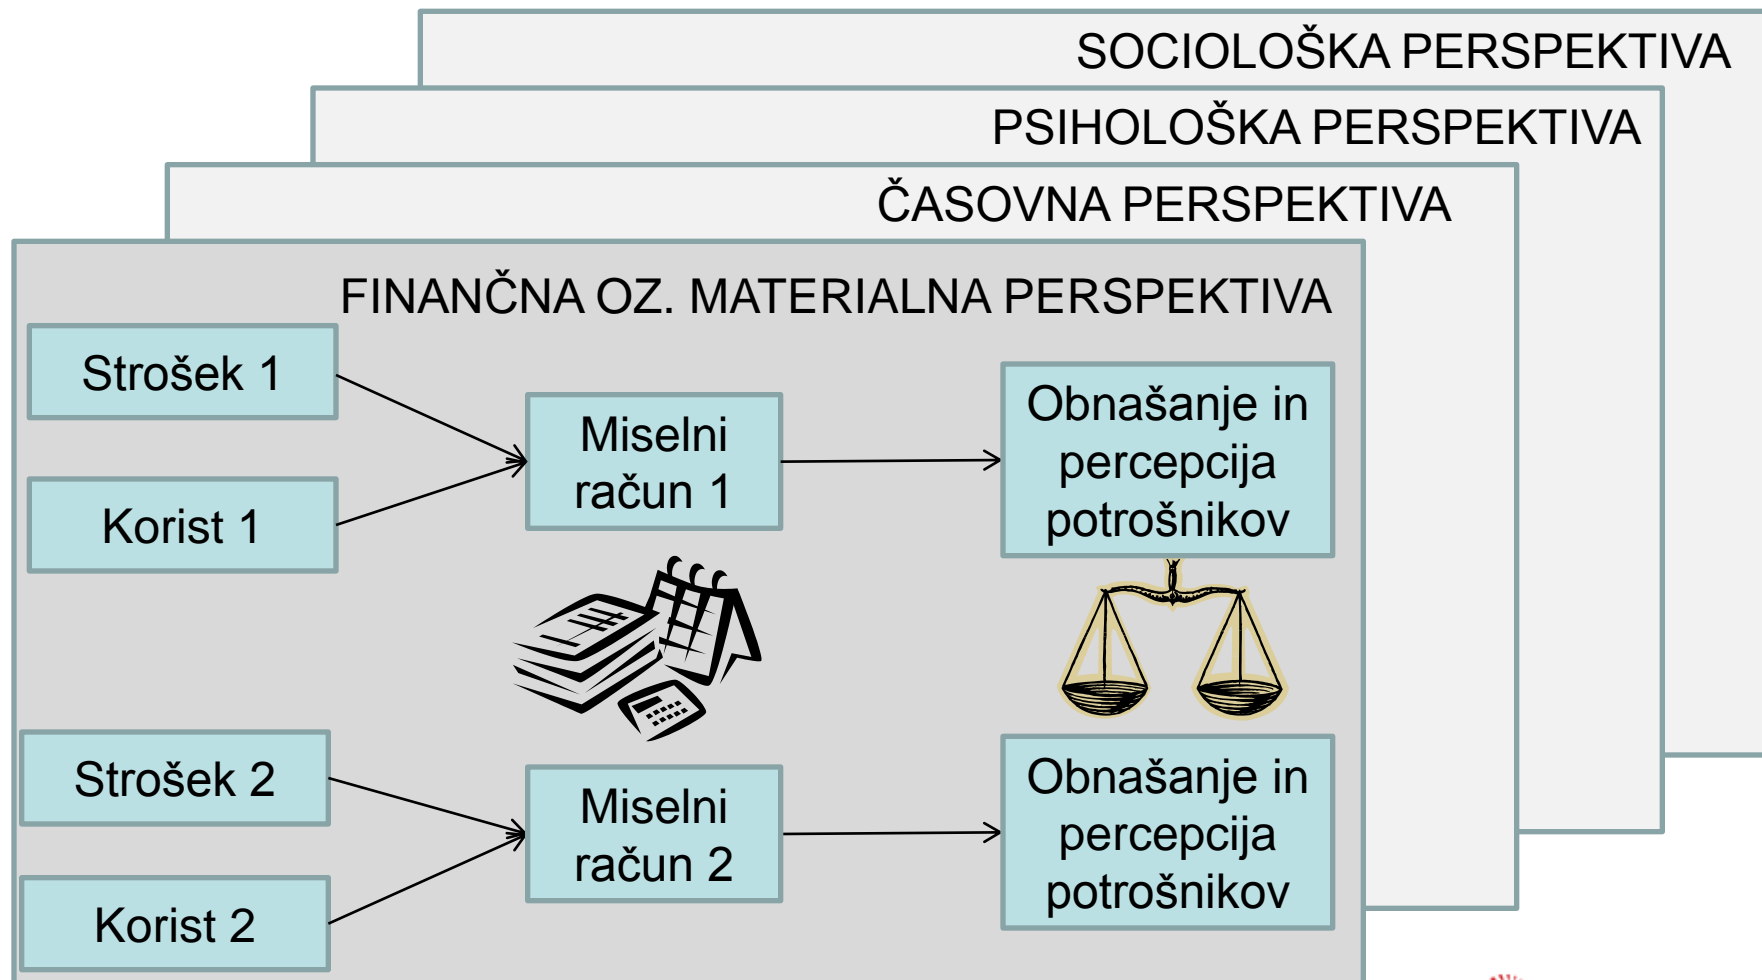 SOCIOLOŠKA PERSPEKTIVA
PSIHOLOŠKA PERSPEKTIVA
ČASOVNA PERSPEKTIVA
FINANČNA OZ. MATERIALNA PERSPEKTIVA
Strošek 1
Korist 1
Miselni
račun 1
Obnašanje in
percepcija
potrošnikov
Strošek 2
Korist 2
Miselni
račun 2
Obnašanje in
percepcija
potrošnikov